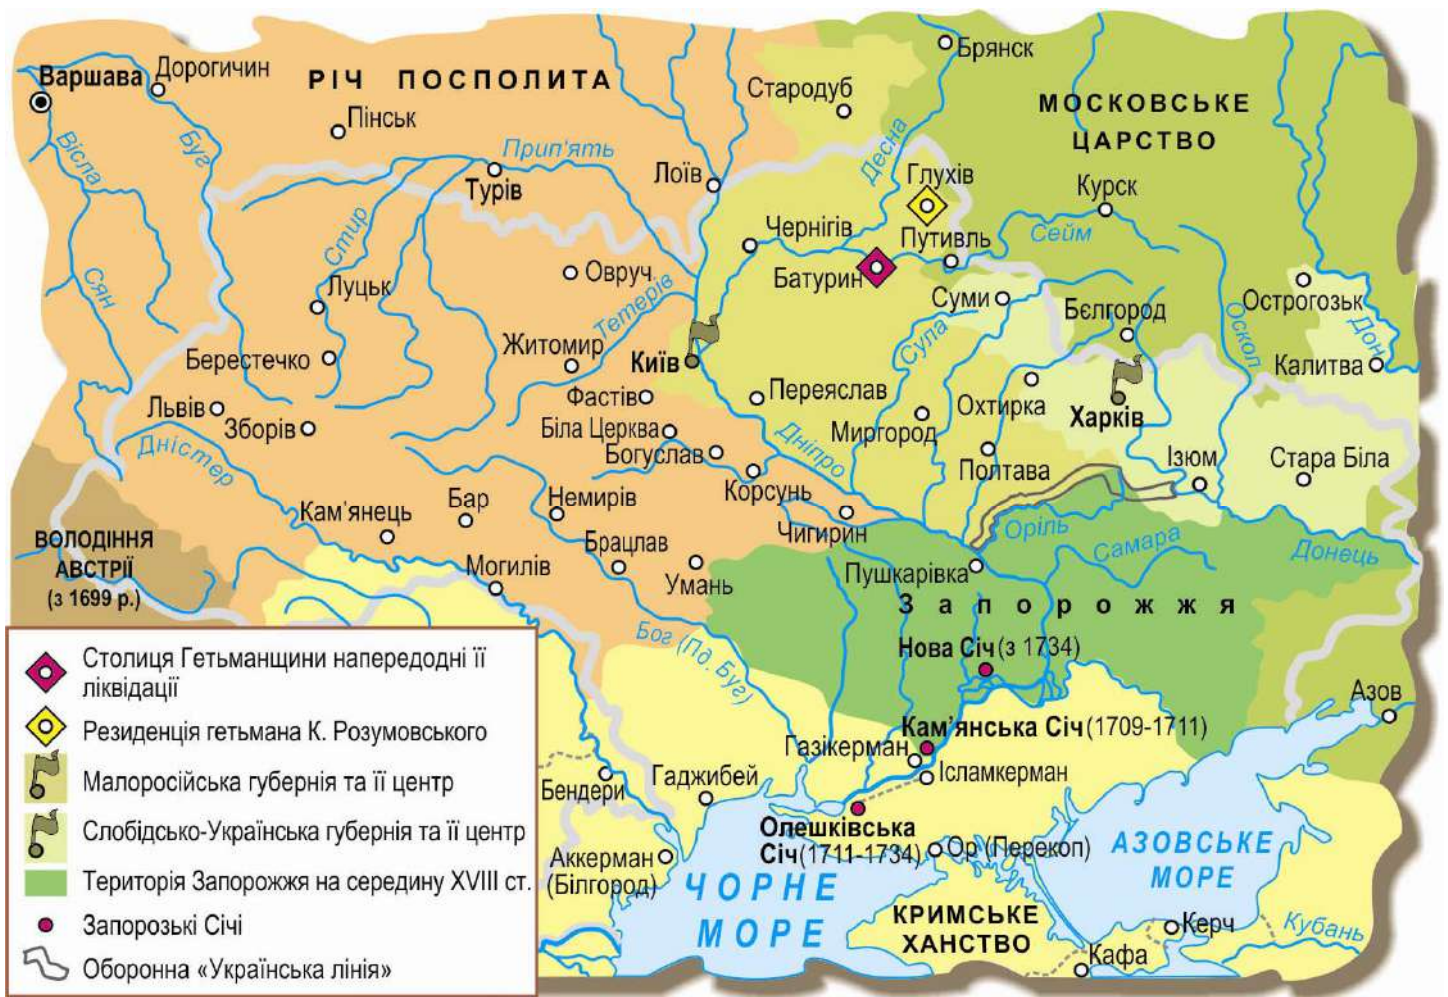 Варшава
Дорогичин
РІЧ ПОСПОЛИТА
Пінськ
Брянск
Стародуб
МОСКОВСЬКЕ
ЦАРСТВО
Вісла
Буг
Прип'ять
Турів
Лоїв
Десна
Глухів
Курск
Стир
Чернігів
Путивль
Сейм
Сян
Луцьк
Овруч
Батурин
Суми
Острогозьк
Тетерів
Бєлгород
Оскол
Дон
Берестечко
Житомир
Київ
Сула
Калитва
Львів
Зборів
Фастів
Переяслав
Охтирка
Харків
Дністер
Біла Церква
Богуслав
Дніпро
Миргород
Полтава
Ізюм
Стара Біла
Кам'янець
Бар
Немирів
Корсунь
Чигирин
Оріль
Самара
Донець
ВОЛОДІННЯ
АВСТРІЇ
(з 1699 р.)
Могилів
Брацлав
Умань
Пушкарівка
Запорожжя
Бог (Пд. Буг)
Нова Січ (з 1734)
Азов
Кам'янська Січ (1709-1711)
Газікерман
Ісламкерман
Бендери
Гаджибей
Олешківська
Січ (1711-1734)
Ор (Перекоп)
АЗОВСЬКЕ
МОРЕ
Аккерман
(Білгород)
ЧОРНЕ
МОРЕ
КРИМСЬКЕ
ХАНСТВО
Керч
Кафа
Кубань
Столиця Гетьманщини напередодні її
ліквідації
Резиденція гетьмана К. Розумовського
Малоросійська губернія та її центр
Слобідсько-Українська губернія та її центр
Територія Запорожжя на середину XVIII ст.
Запорозькі Січі
Оборонна «Українська лінія»